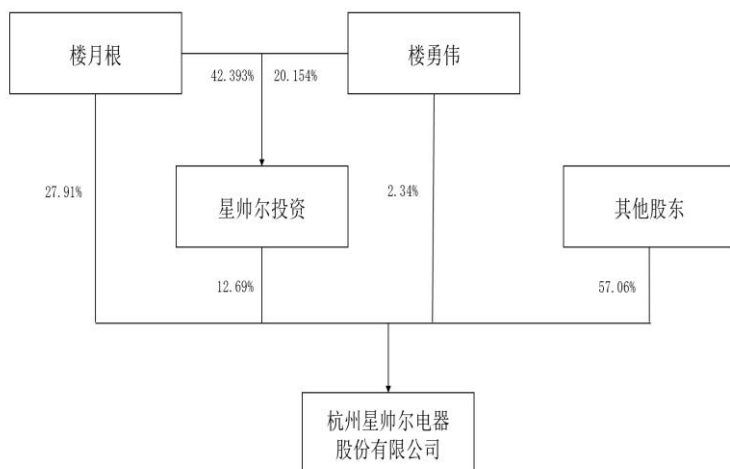 楼月根
楼勇伟
42.393%
20.154%
27.91%
星帅尔投资
2.34%
其他股东
12.69%
57.06%
杭州星帅尔电器
股份有限公司